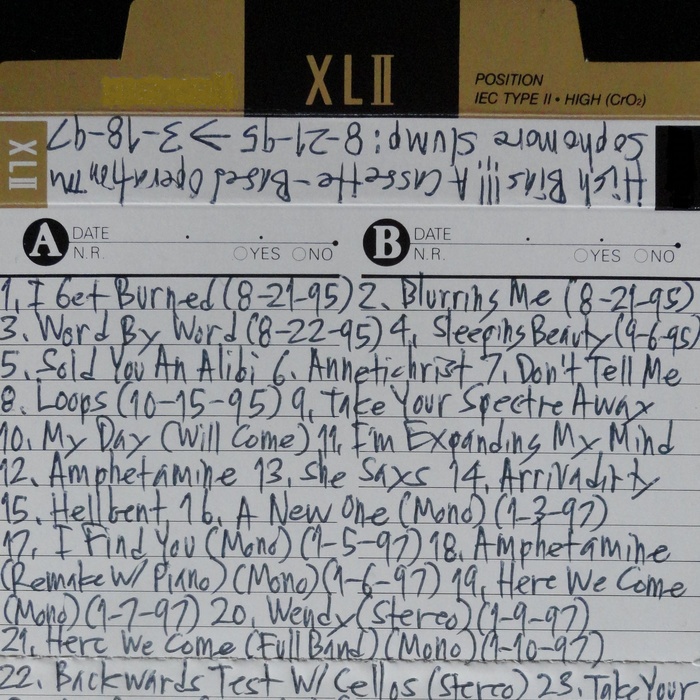 XLII
POSITION
IEC TYPE II • HIGH (CrO₂)
XLII
High Bias !!! A Cassette-Based Operation™
Sophomore Slump: 8-21-95 → 3-18-97
A DATE
N.R. YES NO
B DATE
N.R. YES NO
1. I Get Burned (8-21-95) 2. Blurring Me (8-21-95)
3. Word By Word (8-22-95) 4. Sleeping Beauty (9-6-95)
5. Sold You An Alibi 6. Annetichrist 7. Don't Tell Me
8. Loops (10-15-95) 9. Take Your Spectre Away
10. My Day (Will Come) 11. I'm Expanding My Mind
12. Amphetamine 13. She Says 14. Arrivadirty
15. Hellbent 16. A New One (Mono) (1-3-97)
17. I Find You (Mono) (1-5-97) 18. Amphetamine
(Remake W/ Piano) (Mono) (1-6-97) 19. Here We Come
(Mono) (1-7-97) 20. Wendy (Stereo) (1-9-97)
21. Here We Come (Full Band) (Mono) (1-10-97)
22. Backwards Test W/ Cellos (Stereo) 23. Take Your